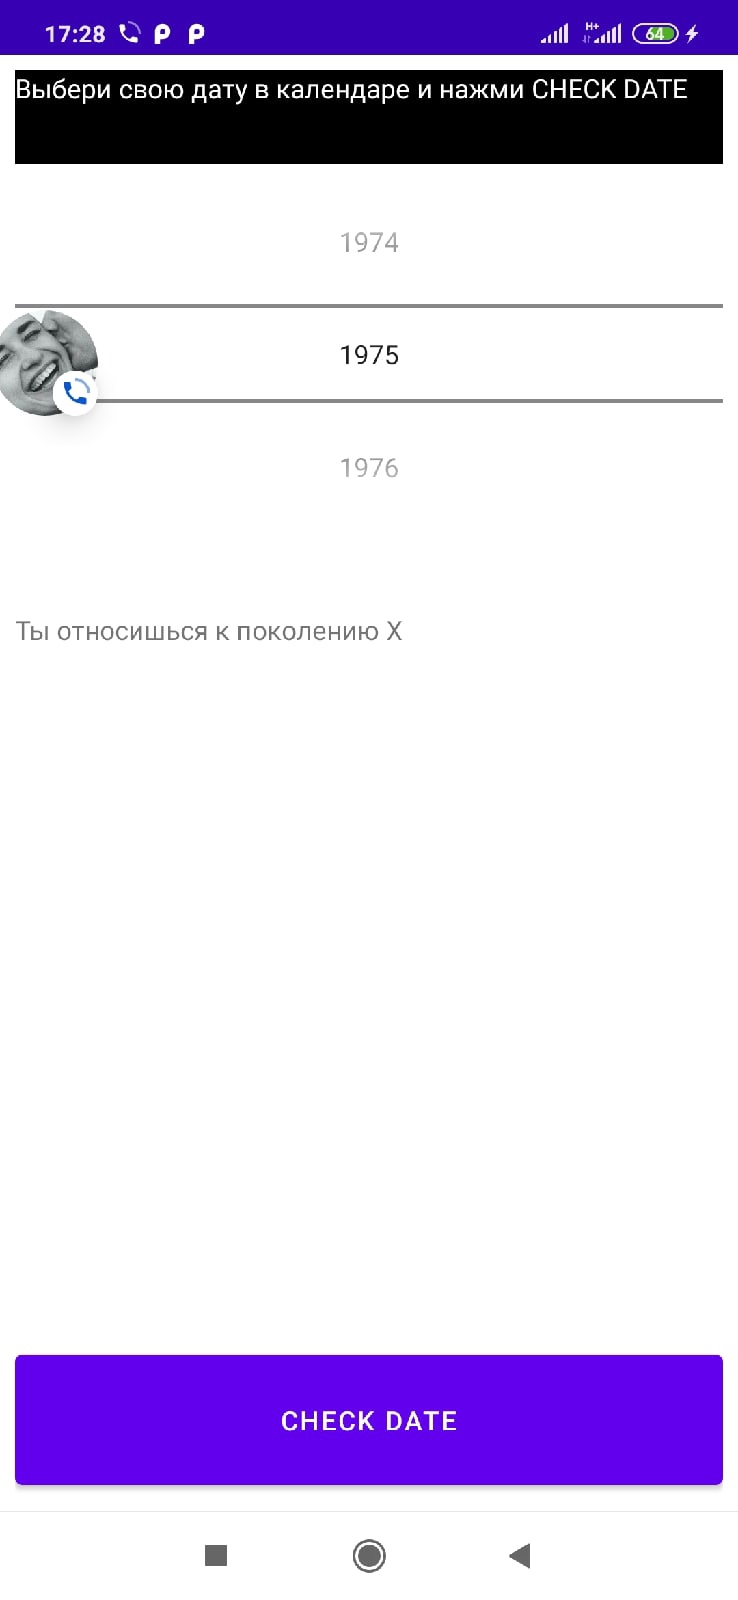 17:28 H+ 64
Выбери свою дату в календаре и нажми CHECK DATE
1974
1975
1976
Ты относишься к поколению X
CHECK DATE